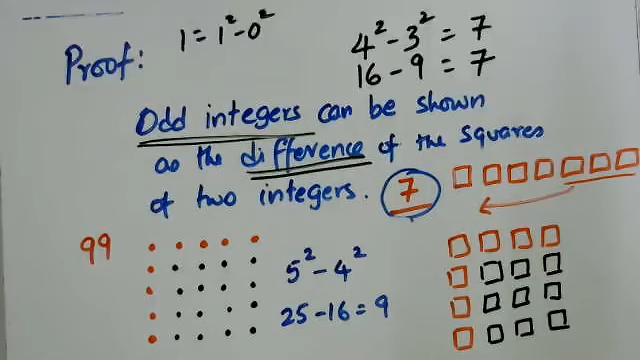 Proof:
1 = 1² - 0²
4² - 3² = 7
16 - 9 = 7
Odd integers can be shown
as the difference of the squares
of two integers.
7
99
5² - 4²
25 - 16 = 9